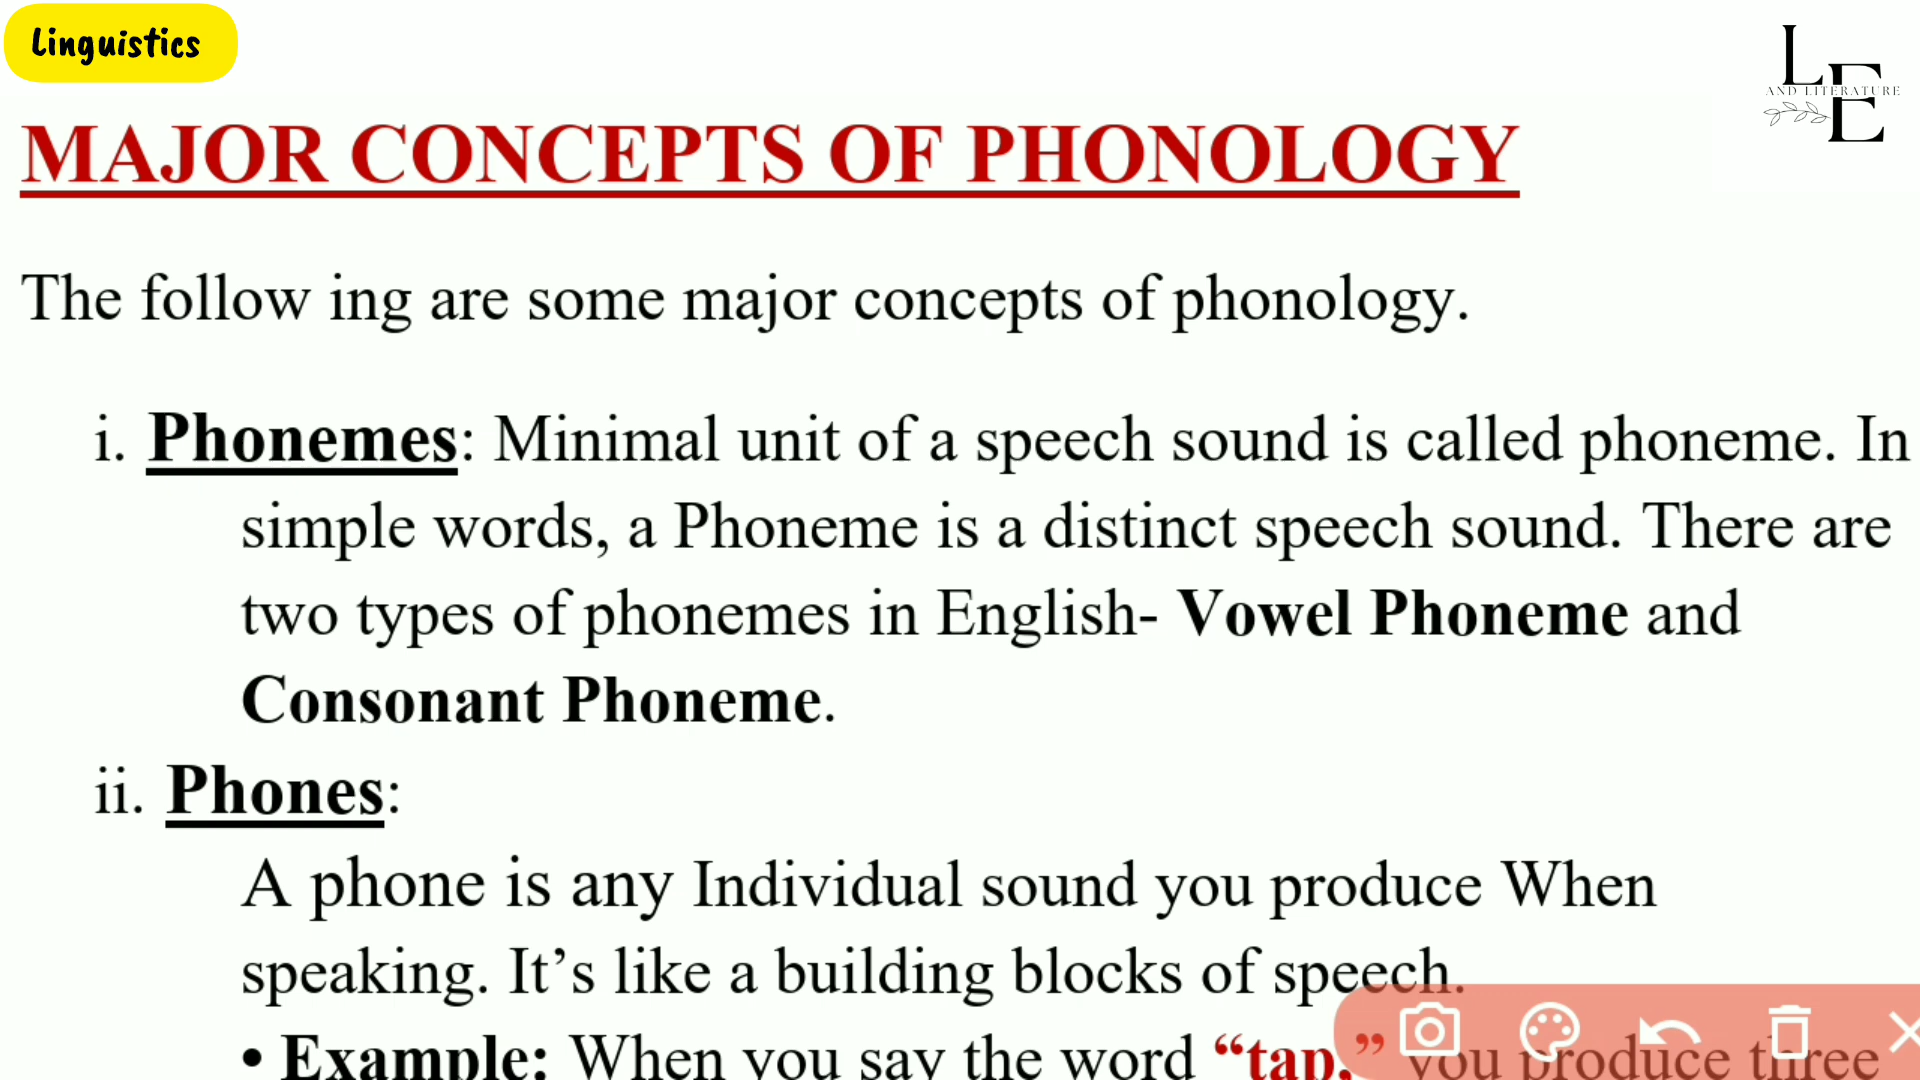 Linguistics
L E
AND LITERATURE
MAJOR CONCEPTS OF PHONOLOGY
The follow ing are some major concepts of phonology.
i. Phonemes: Minimal unit of a speech sound is called phoneme. In
simple words, a Phoneme is a distinct speech sound. There are
two types of phonemes in English- Vowel Phoneme and
Consonant Phoneme.
ii. Phones:
A phone is any Individual sound you produce When
speaking. It’s like a building blocks of speech.
• Example: When you say the word “tap,” you produce three